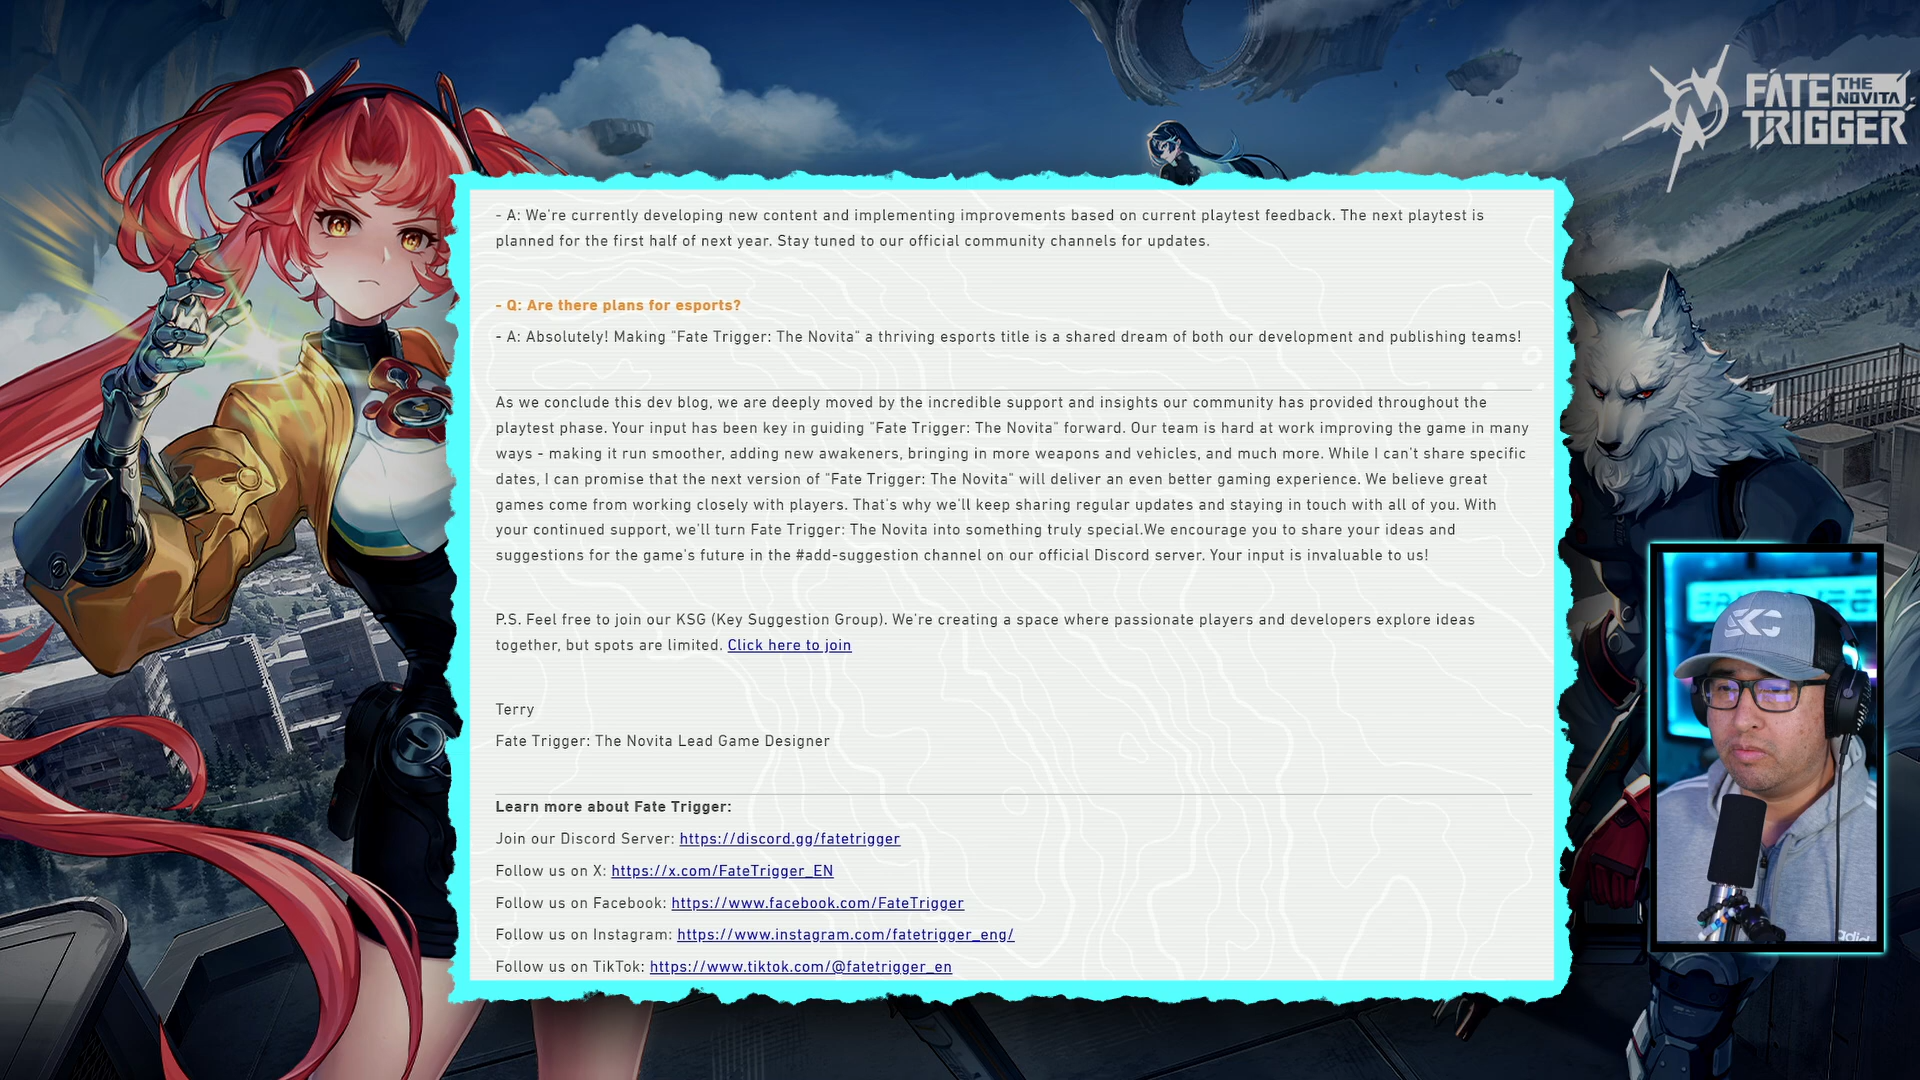 FATE THE NOVITA TRIGGER
- A: We're currently developing new content and implementing improvements based on current playtest feedback. The next playtest is
planned for the first half of next year. Stay tuned to our official community channels for updates.
- Q: Are there plans for esports?
- A: Absolutely! Making "Fate Trigger: The Novita" a thriving esports title is a shared dream of both our development and publishing teams!
As we conclude this dev blog, we are deeply moved by the incredible support and insights our community has provided throughout the
playtest phase. Your input has been key in guiding "Fate Trigger: The Novita" forward. Our team is hard at work improving the game in many
ways - making it run smoother, adding new awakeners, bringing in more weapons and vehicles, and much more. While I can't share specific
dates, I can promise that the next version of "Fate Trigger: The Novita" will deliver an even better gaming experience. We believe great
games come from working closely with players. That's why we'll keep sharing regular updates and staying in touch with all of you. With
your continued support, we'll turn Fate Trigger: The Novita into something truly special.We encourage you to share your ideas and
suggestions for the game's future in the #add-suggestion channel on our official Discord server. Your input is invaluable to us!
P.S. Feel free to join our KSG (Key Suggestion Group). We're creating a space where passionate players and developers explore ideas
together, but spots are limited. Click here to join
Terry
Fate Trigger: The Novita Lead Game Designer
Learn more about Fate Trigger:
Join our Discord Server: https://discord.gg/fatetrigger
Follow us on X: https://x.com/FateTrigger_EN
Follow us on Facebook: https://www.facebook.com/FateTrigger
Follow us on Instagram: https://www.instagram.com/fatetrigger_eng/
Follow us on TikTok: https://www.tiktok.com/@fatetrigger_en
SKC